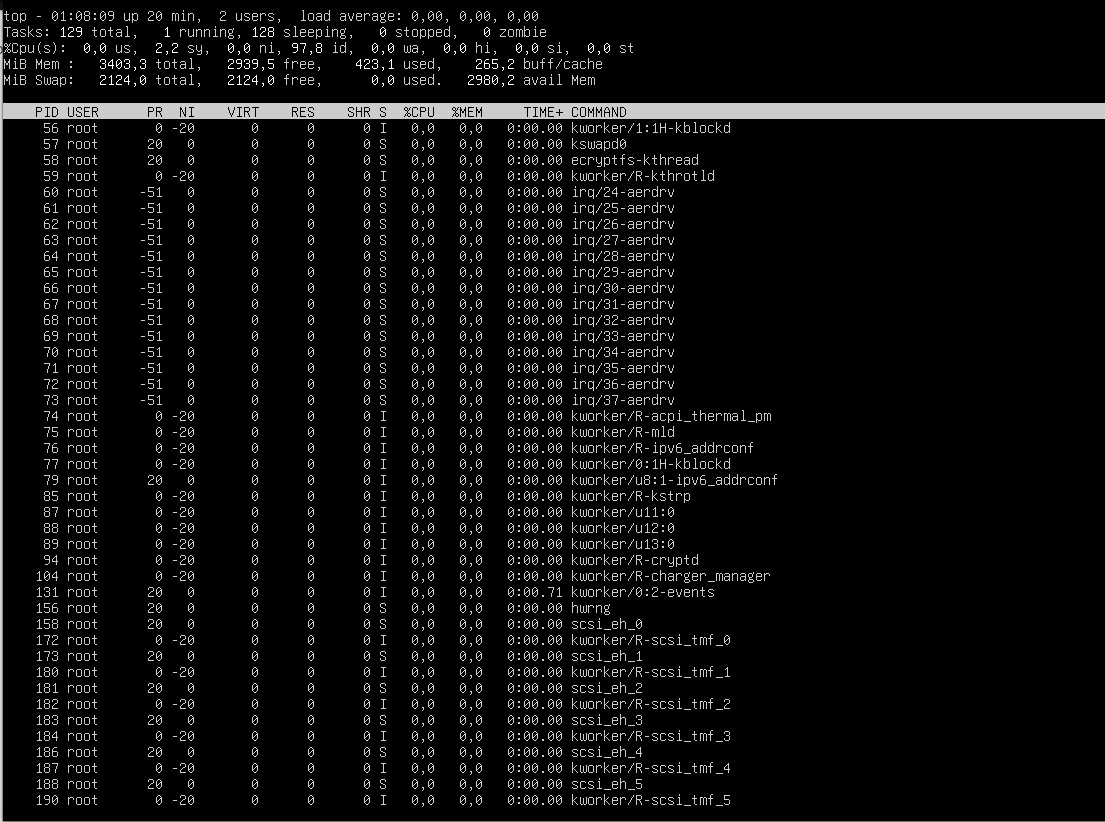 top - 01:08:09 up 20 min,  2 users,  load average: 0,00, 0,00, 0,00
Tasks: 129 total,   1 running, 128 sleeping,   0 stopped,   0 zombie
%Cpu(s):  0,0 us,  2,2 sy,  0,0 ni, 97,8 id,  0,0 wa,  0,0 hi,  0,0 si,  0,0 st
MiB Mem :   3403,3 total,   2939,5 free,    423,1 used,    265,2 buff/cache
MiB Swap:   2124,0 total,   2124,0 free,      0,0 used.   2980,2 avail Mem
PID USER      PR  NI    VIRT    RES    SHR S  %CPU  %MEM     TIME+ COMMAND
56 root       0 -20       0      0      0 I   0,0   0,0   0:00.00 kworker/1:1H-kblockd
57 root      20   0       0      0      0 S   0,0   0,0   0:00.00 kswapd0
58 root      20   0       0      0      0 S   0,0   0,0   0:00.00 ecryptfs-kthread
59 root       0 -20       0      0      0 I   0,0   0,0   0:00.00 kworker/R-kthrotld
60 root     -51   0       0      0      0 S   0,0   0,0   0:00.00 irq/24-aerdrv
61 root     -51   0       0      0      0 S   0,0   0,0   0:00.00 irq/25-aerdrv
62 root     -51   0       0      0      0 S   0,0   0,0   0:00.00 irq/26-aerdrv
63 root     -51   0       0      0      0 S   0,0   0,0   0:00.00 irq/27-aerdrv
64 root     -51   0       0      0      0 S   0,0   0,0   0:00.00 irq/28-aerdrv
65 root     -51   0       0      0      0 S   0,0   0,0   0:00.00 irq/29-aerdrv
66 root     -51   0       0      0      0 S   0,0   0,0   0:00.00 irq/30-aerdrv
67 root     -51   0       0      0      0 S   0,0   0,0   0:00.00 irq/31-aerdrv
68 root     -51   0       0      0      0 S   0,0   0,0   0:00.00 irq/32-aerdrv
69 root     -51   0       0      0      0 S   0,0   0,0   0:00.00 irq/33-aerdrv
70 root     -51   0       0      0      0 S   0,0   0,0   0:00.00 irq/34-aerdrv
71 root     -51   0       0      0      0 S   0,0   0,0   0:00.00 irq/35-aerdrv
72 root     -51   0       0      0      0 S   0,0   0,0   0:00.00 irq/36-aerdrv
73 root     -51   0       0      0      0 S   0,0   0,0   0:00.00 irq/37-aerdrv
74 root       0 -20       0      0      0 I   0,0   0,0   0:00.00 kworker/R-acpi_thermal_pm
75 root       0 -20       0      0      0 I   0,0   0,0   0:00.00 kworker/R-mld
76 root       0 -20       0      0      0 I   0,0   0,0   0:00.00 kworker/R-ipv6_addrconf
77 root       0 -20       0      0      0 I   0,0   0,0   0:00.00 kworker/0:1H-kblockd
79 root      20   0       0      0      0 I   0,0   0,0   0:00.00 kworker/u8:1-ipv6_addrconf
85 root       0 -20       0      0      0 I   0,0   0,0   0:00.00 kworker/R-kstrp
87 root       0 -20       0      0      0 I   0,0   0,0   0:00.00 kworker/u11:0
88 root       0 -20       0      0      0 I   0,0   0,0   0:00.00 kworker/u12:0
89 root       0 -20       0      0      0 I   0,0   0,0   0:00.00 kworker/u13:0
94 root       0 -20       0      0      0 I   0,0   0,0   0:00.00 kworker/R-cryptd
104 root       0 -20       0      0      0 I   0,0   0,0   0:00.00 kworker/R-charger_manager
131 root      20   0       0      0      0 I   0,0   0,0   0:00.71 kworker/0:2-events
156 root      20   0       0      0      0 S   0,0   0,0   0:00.00 hwrng
158 root      20   0       0      0      0 S   0,0   0,0   0:00.00 scsi_eh_0
172 root       0 -20       0      0      0 I   0,0   0,0   0:00.00 kworker/R-scsi_tmf_0
173 root      20   0       0      0      0 S   0,0   0,0   0:00.00 scsi_eh_1
180 root       0 -20       0      0      0 I   0,0   0,0   0:00.00 kworker/R-scsi_tmf_1
181 root      20   0       0      0      0 S   0,0   0,0   0:00.00 scsi_eh_2
182 root       0 -20       0      0      0 I   0,0   0,0   0:00.00 kworker/R-scsi_tmf_2
183 root      20   0       0      0      0 S   0,0   0,0   0:00.00 scsi_eh_3
184 root       0 -20       0      0      0 I   0,0   0,0   0:00.00 kworker/R-scsi_tmf_3
186 root      20   0       0      0      0 S   0,0   0,0   0:00.00 scsi_eh_4
187 root       0 -20       0      0      0 I   0,0   0,0   0:00.00 kworker/R-scsi_tmf_4
188 root      20   0       0      0      0 S   0,0   0,0   0:00.00 scsi_eh_5
190 root       0 -20       0      0      0 I   0,0   0,0   0:00.00 kworker/R-scsi_tmf_5